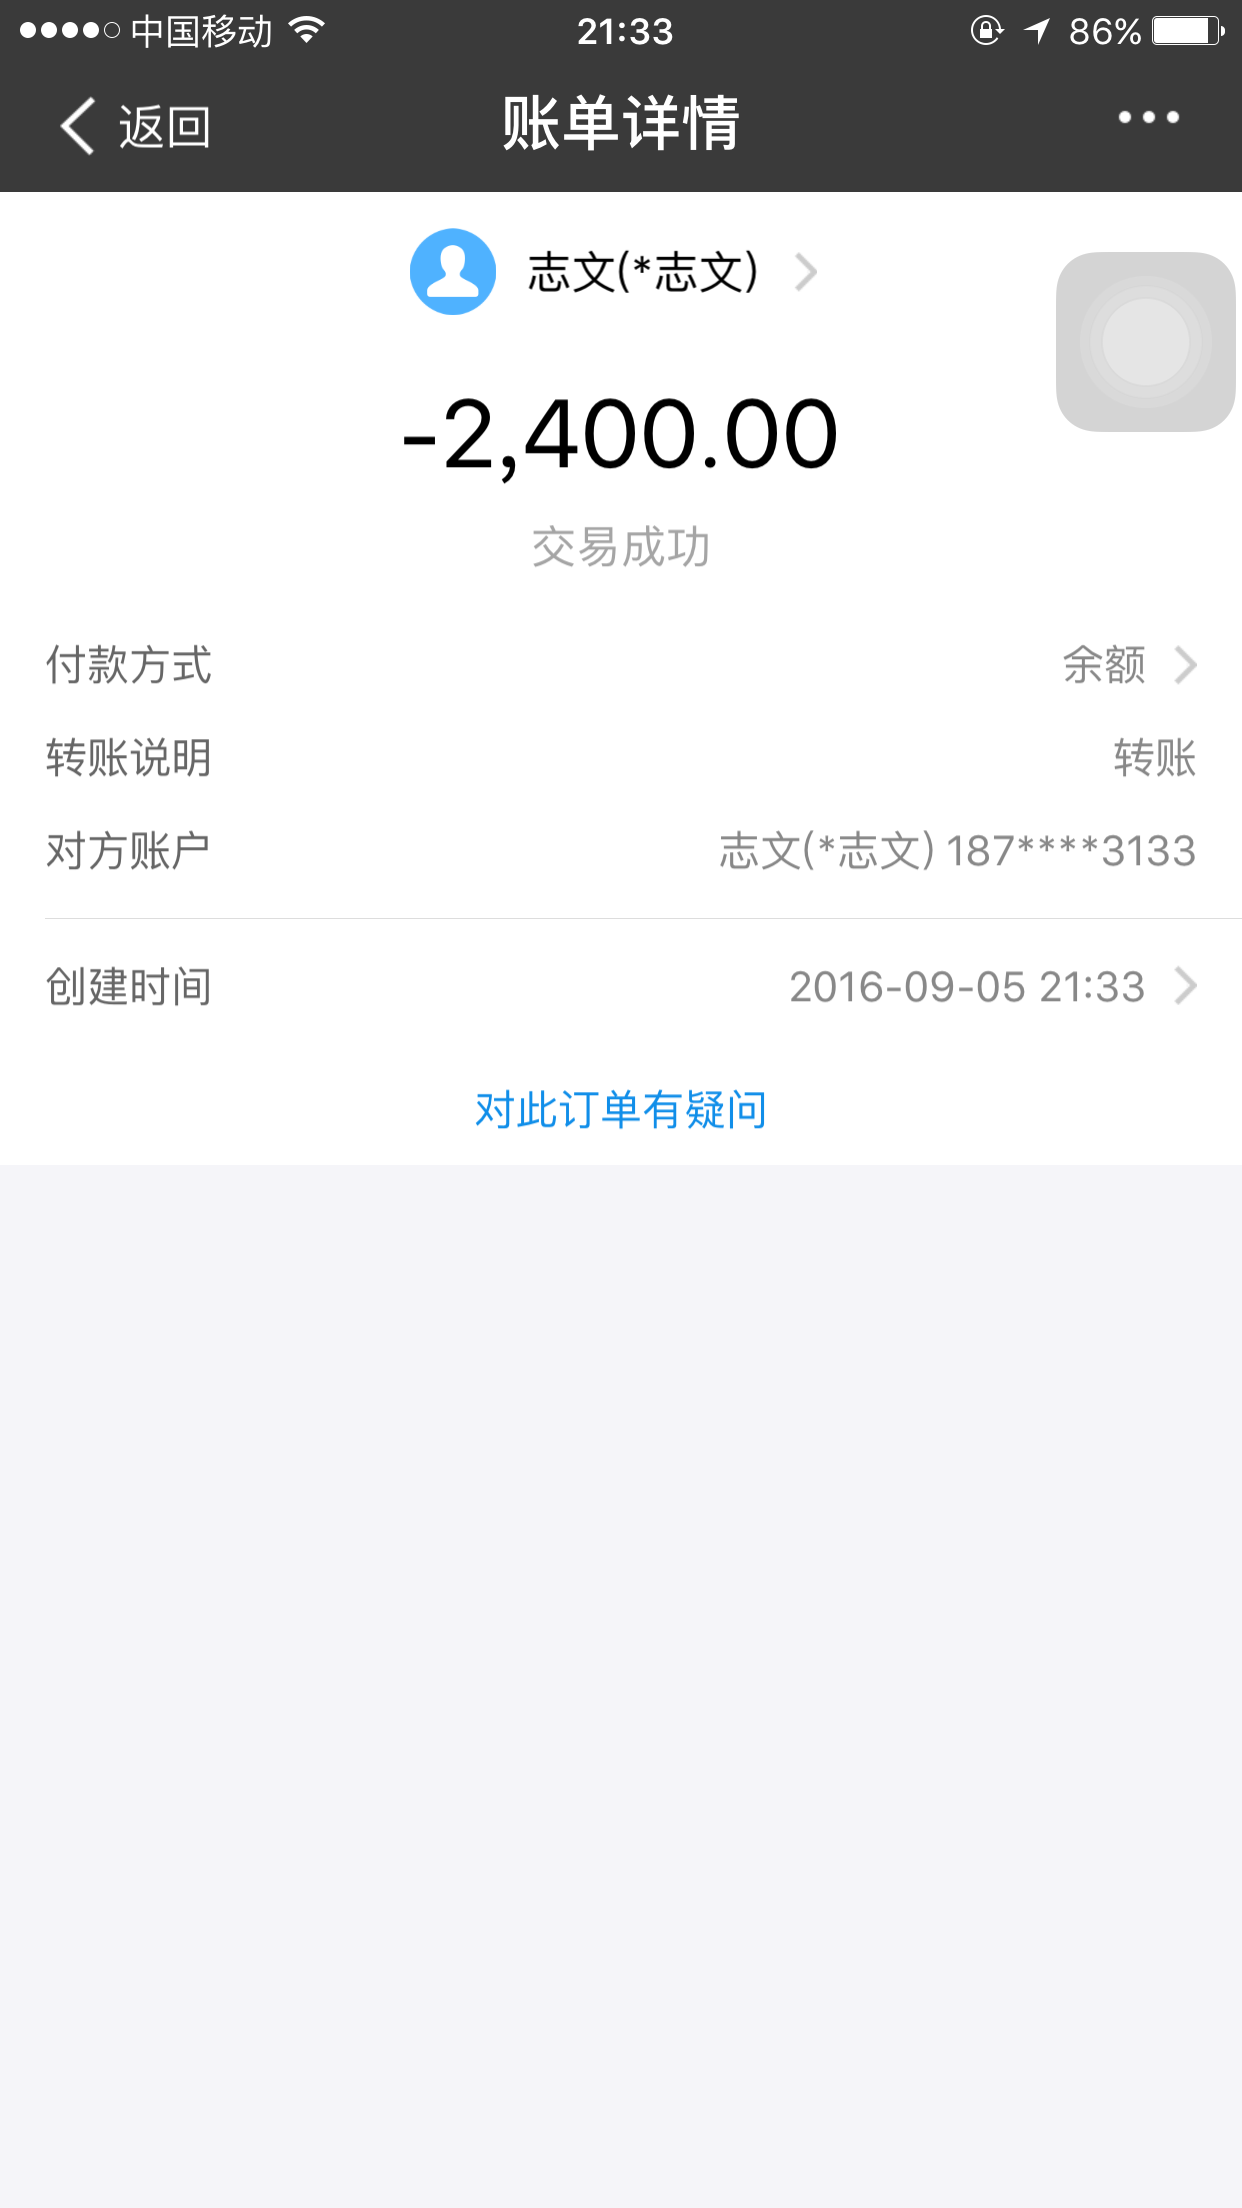 中国移动 21:33 86%
返回 账单详情
志文(*志文)
-2,400.00
交易成功
付款方式 余额
转账说明 转账
对方账户 志文(*志文) 187****3133
创建时间 2016-09-05 21:33
对此订单有疑问